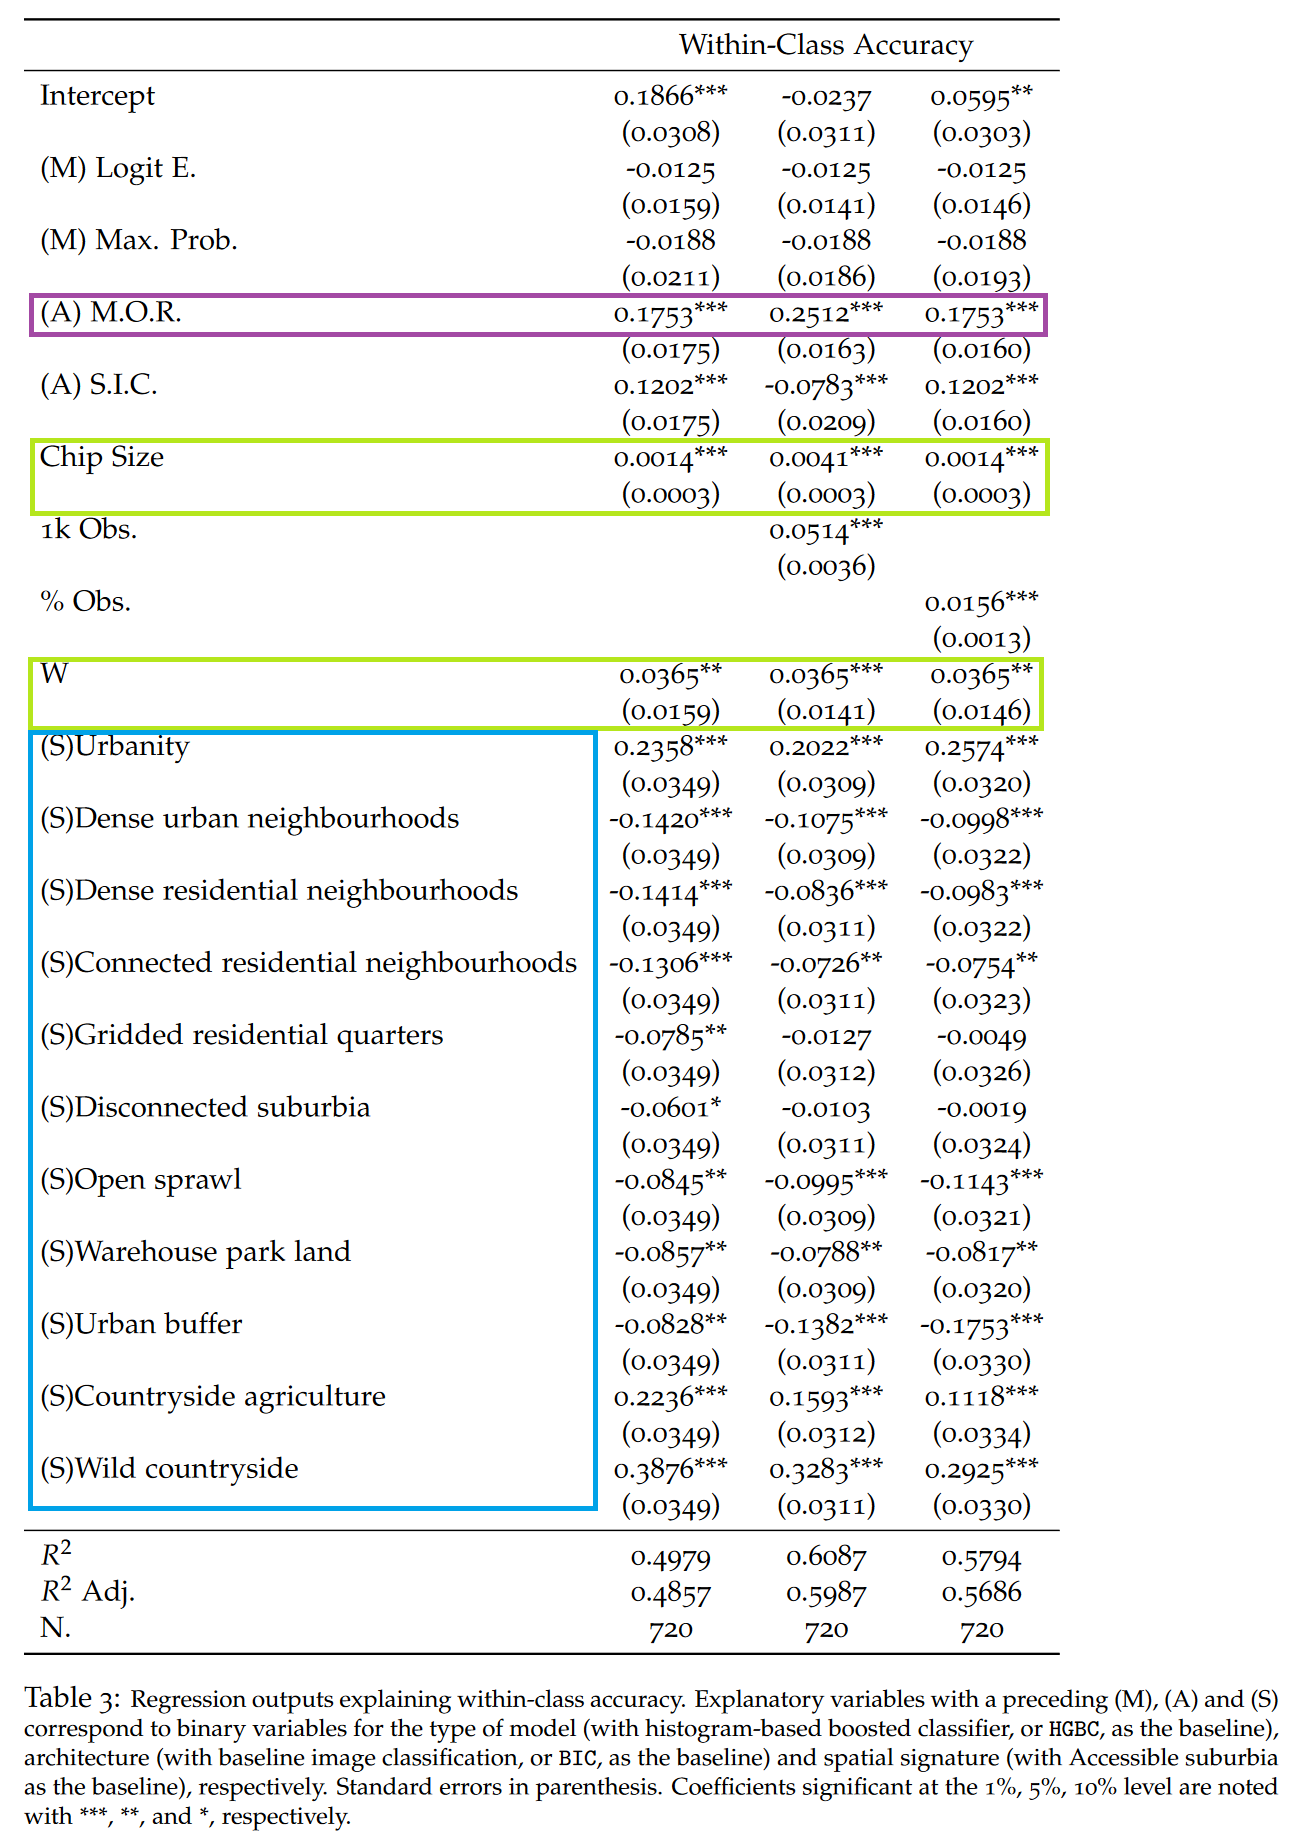 Within-Class Accuracy
Intercept 0.1866*** -0.0237 0.0595**
(0.0308) (0.0311) (0.0303)
(M) Logit E. -0.0125 -0.0125 -0.0125
(0.0159) (0.0141) (0.0146)
(M) Max. Prob. -0.0188 -0.0188 -0.0188
(0.0211) (0.0186) (0.0193)
(A) M.O.R. 0.1753*** 0.2512*** 0.1753***
(0.0175) (0.0163) (0.0160)
(A) S.I.C. 0.1202*** -0.0783*** 0.1202***
(0.0175) (0.0209) (0.0160)
Chip Size 0.0014*** 0.0041*** 0.0014***
(0.0003) (0.0003) (0.0003)
1k Obs. 0.0514***
(0.0036)
% Obs. 0.0156***
(0.0013)
W 0.0365** 0.0365*** 0.0365**
(0.0159) (0.0141) (0.0146)
(S)Urbanity 0.2358*** 0.2022*** 0.2574***
(0.0349) (0.0309) (0.0320)
(S)Dense urban neighbourhoods -0.1420*** -0.1075*** -0.0998***
(0.0349) (0.0309) (0.0322)
(S)Dense residential neighbourhoods -0.1414*** -0.0836*** -0.0983***
(0.0349) (0.0311) (0.0322)
(S)Connected residential neighbourhoods -0.1306*** -0.0726** -0.0754**
(0.0349) (0.0311) (0.0323)
(S)Gridded residential quarters -0.0785** -0.0127 -0.0049
(0.0349) (0.0312) (0.0326)
(S)Disconnected suburbia -0.0601* -0.0103 -0.0019
(0.0349) (0.0311) (0.0324)
(S)Open sprawl -0.0845** -0.0995*** -0.1143***
(0.0349) (0.0309) (0.0321)
(S)Warehouse park land -0.0857** -0.0788** -0.0817**
(0.0349) (0.0309) (0.0320)
(S)Urban buffer -0.0828** -0.1382*** -0.1753***
(0.0349) (0.0311) (0.0330)
(S)Countryside agriculture 0.2236*** 0.1593*** 0.1118***
(0.0349) (0.0312) (0.0334)
(S)Wild countryside 0.3876*** 0.3283*** 0.2925***
(0.0349) (0.0311) (0.0330)
R² 0.4979 0.6087 0.5794
R² Adj. 0.4857 0.5987 0.5686
N. 720 720 720
Table 3: Regression outputs explaining within-class accuracy. Explanatory variables with a preceding (M), (A) and (S)
correspond to binary variables for the type of model (with histogram-based boosted classifier, or HGBC, as the baseline),
architecture (with baseline image classification, or BIC, as the baseline) and spatial signature (with Accessible suburbia
as the baseline), respectively. Standard errors in parenthesis. Coefficients significant at the 1%, 5%, 10% level are noted
with ***, **, and *, respectively.